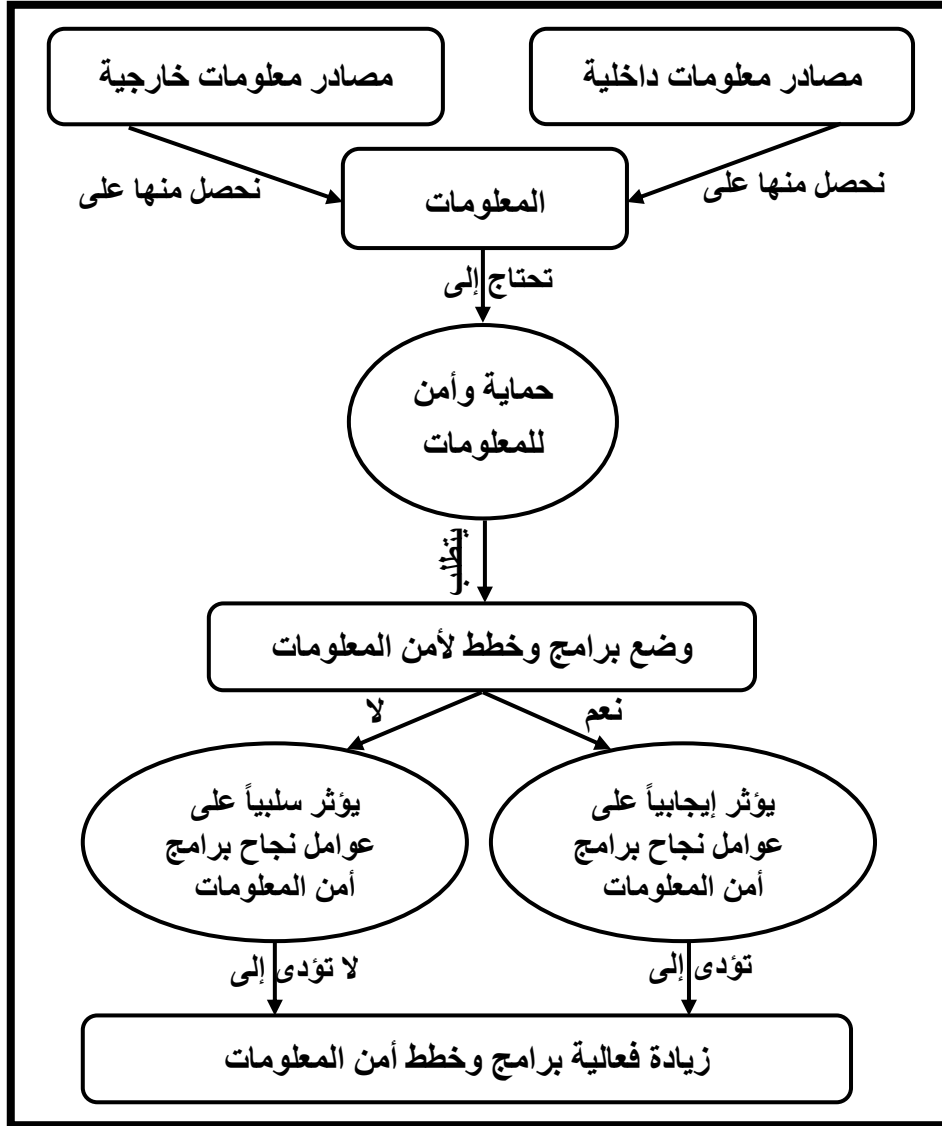 مصادر معلومات داخلية
مصادر معلومات خارجية
نحصل منها على
نحصل منها على
المعلومات
تحتاج إلى
حماية وأمن
للمعلومات
يتطلب
وضع برامج وخطط لأمن المعلومات
نعم
لا
يؤثر إيجابياً على
عوامل نجاح برامج
أمن المعلومات
يؤثر سلبياً على
عوامل نجاح برامج
أمن المعلومات
تؤدى إلى
لا تؤدى إلى
زيادة فعالية برامج وخطط أمن المعلومات